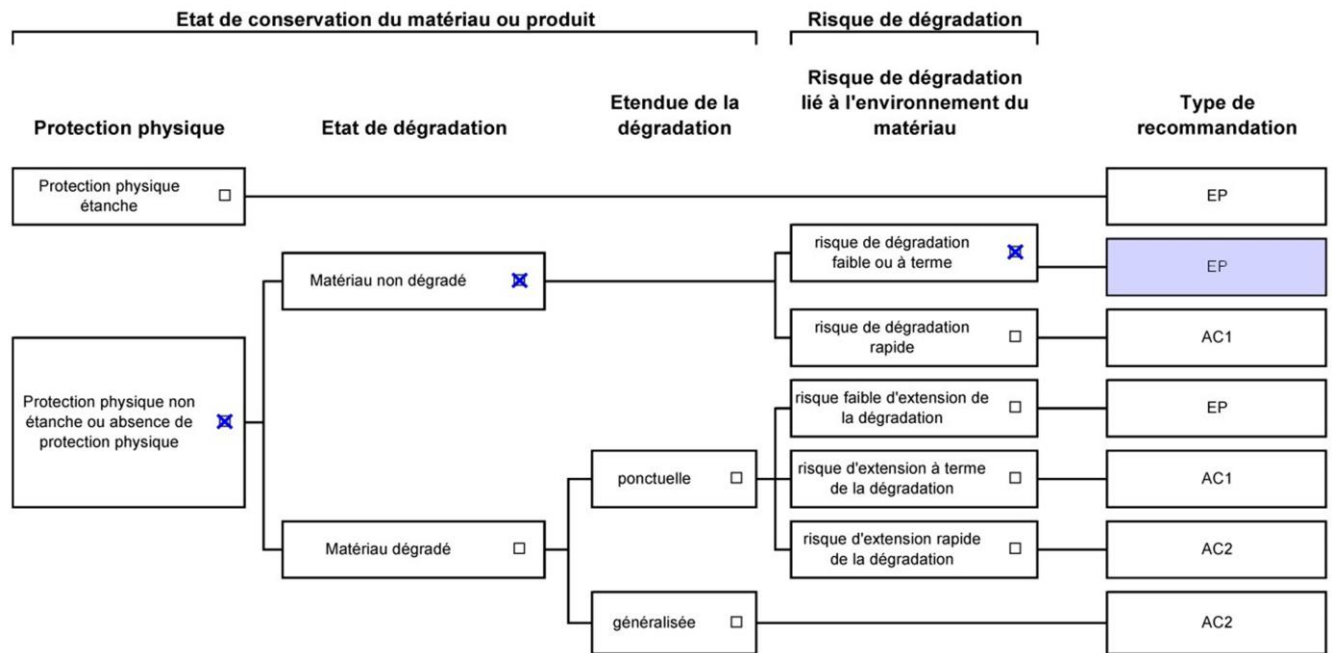 Etat de conservation du matériau ou produit
Risque de dégradation
Protection physique
Etat de dégradation
Etendue de la
dégradation
Risque de dégradation
lié à l'environnement du
matériau
Type de
recommandation
Protection physique
étanche
EP
risque de dégradation
faible ou à terme
EP
Matériau non dégradé
risque de dégradation
rapide
AC1
Protection physique non
étanche ou absence de
protection physique
risque faible d'extension de
la dégradation
EP
ponctuelle
risque d'extension à terme
de la dégradation
AC1
Matériau dégradé
risque d'extension rapide
de la dégradation
AC2
généralisée
AC2